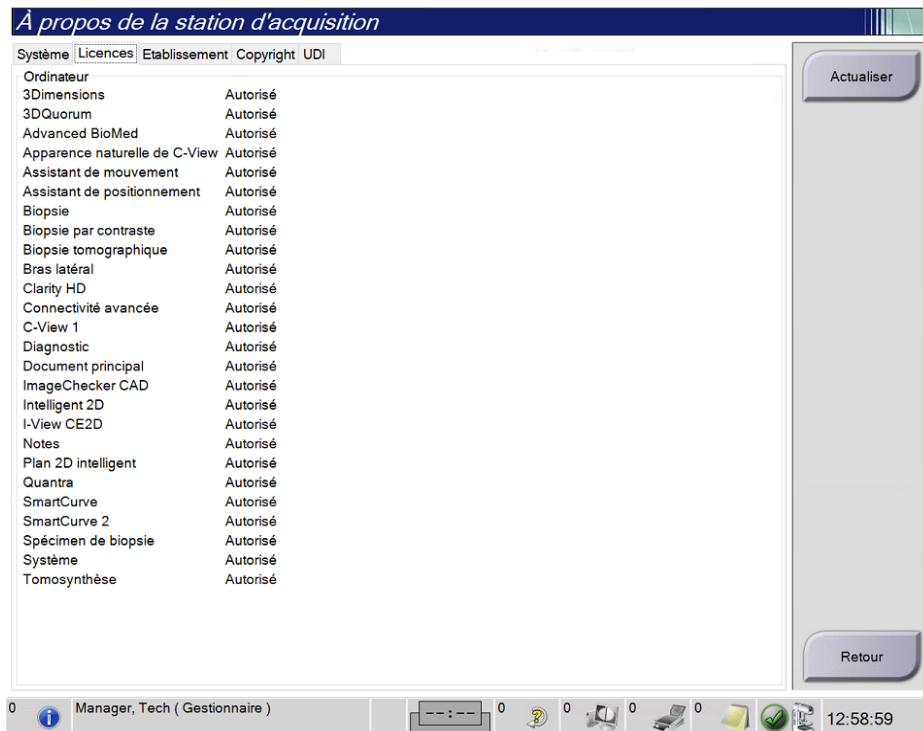 À propos de la station d'acquisition
Système Licences Etablissement Copyright UDI
Ordinateur
3Dimensions Autorisé
3DQuorum Autorisé
Advanced BioMed Autorisé
Apparence naturelle de C-View Autorisé
Assistant de mouvement Autorisé
Assistant de positionnement Autorisé
Biopsie Autorisé
Biopsie par contraste Autorisé
Biopsie tomographique Autorisé
Bras latéral Autorisé
Clarity HD Autorisé
Connectivité avancée Autorisé
C-View 1 Autorisé
Diagnostic Autorisé
Document principal Autorisé
ImageChecker CAD Autorisé
Intelligent 2D Autorisé
I-View CE2D Autorisé
Notes Autorisé
Plan 2D intelligent Autorisé
Quantra Autorisé
SmartCurve Autorisé
SmartCurve 2 Autorisé
Spécimen de biopsie Autorisé
Système Autorisé
Tomosynthèse Autorisé
Actualiser
Retour
0 Manager, Tech ( Gestionnaire ) --:-- 0 0 0 0 12:58:59